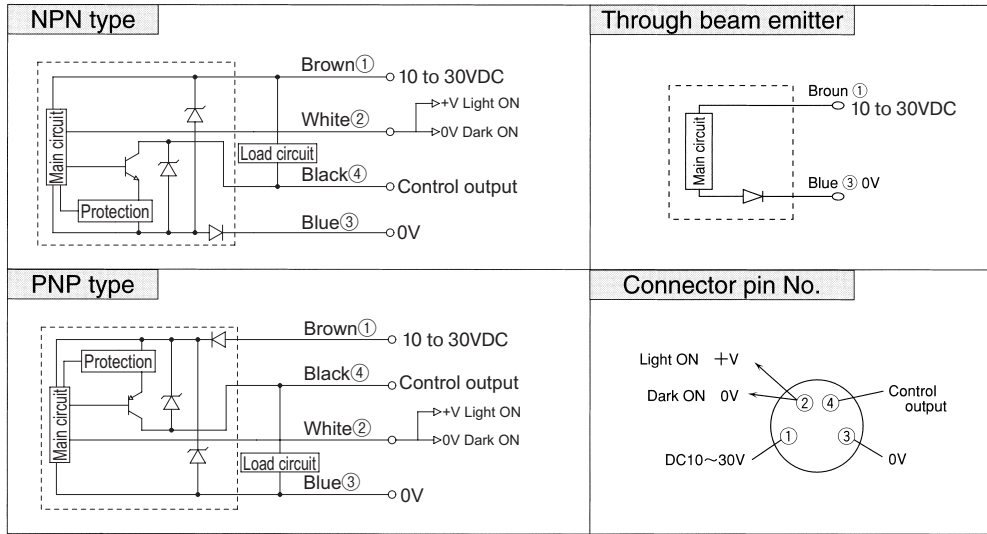 NPN type
Brown①
10 to 30VDC
+V Light ON
White②
0V Dark ON
Main circuit
Load circuit
Black④
Control output
Protection
Blue③
0V
Through beam emitter
Broun ①
10 to 30VDC
Main circuit
Blue ③ 0V
PNP type
Brown①
10 to 30VDC
Protection
Black④
Control output
+V Light ON
White②
0V Dark ON
Main circuit
Load circuit
Blue③
0V
Connector pin No.
Light ON +V
Dark ON 0V
② ④
Control
output
① ③
DC10～30V
0V